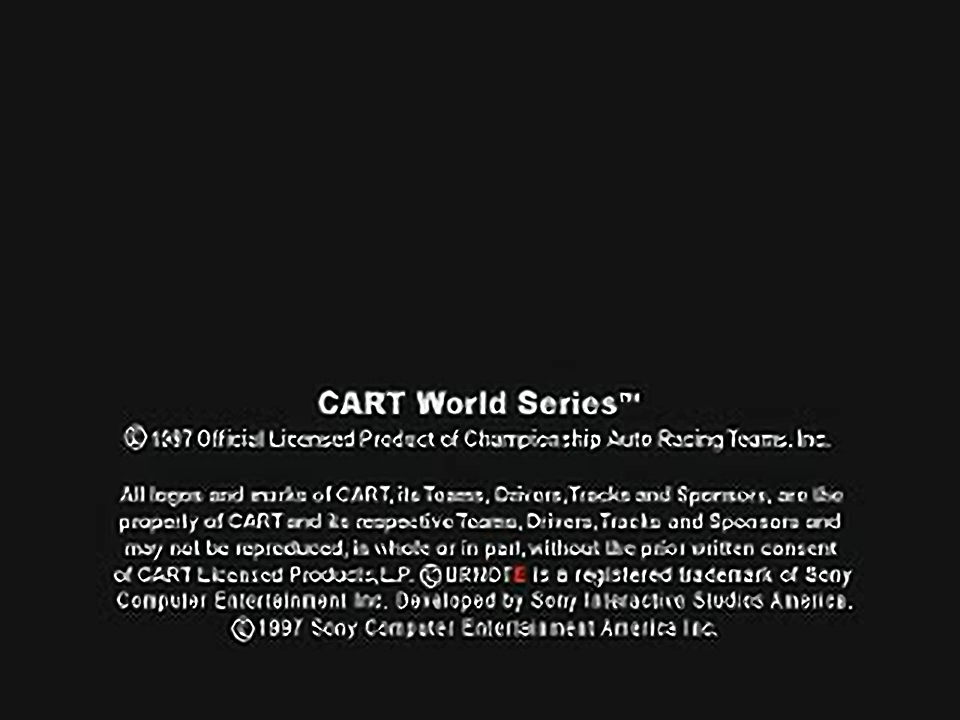 CART World Series™
© 1997 Official Licensed Product of Championship Auto Racing Teams, Inc.
All logos and marks of CART, its Teams, Drivers, Tracks and Sponsors, are the
property of CART and its respective Teams, Drivers, Tracks and Sponsors and
may not be reproduced, in whole or in part, without the prior written consent
of CART Licensed Products, L.P. © URNOTE is a registered trademark of Sony
Computer Entertainment Inc. Developed by Sony Interactive Studios America.
© 1997 Sony Computer Entertainment America Inc.